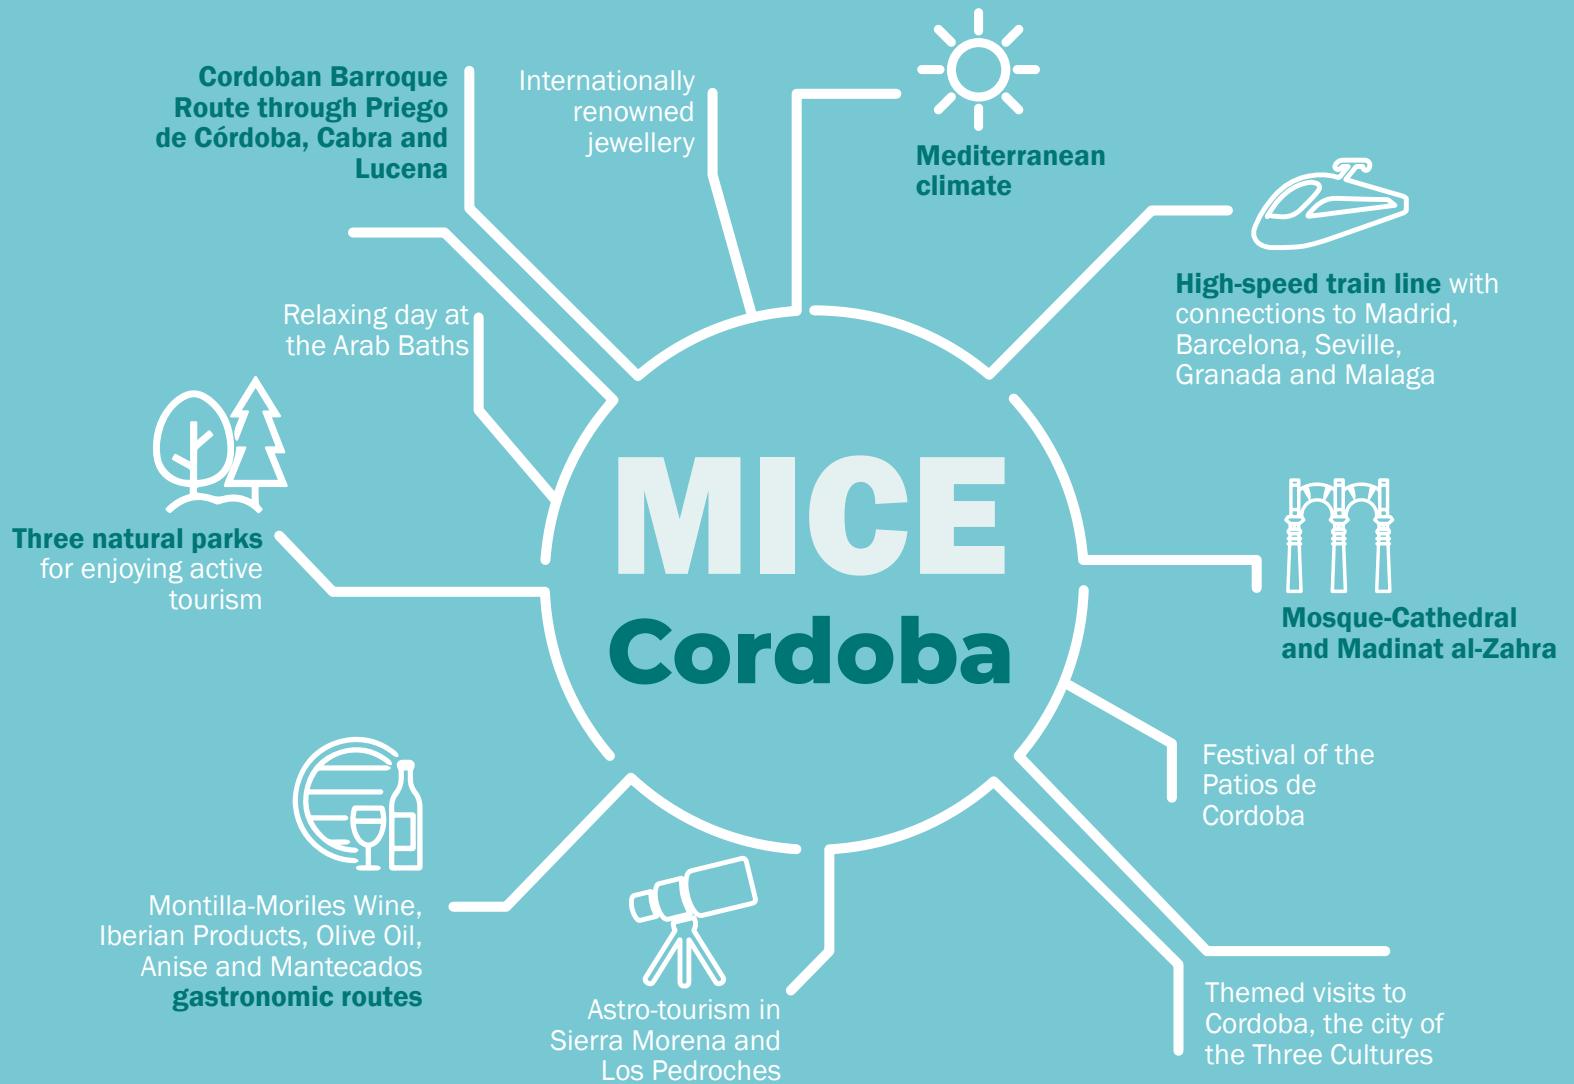 Cordoban Barroque
Route through Priego
de Córdoba, Cabra and
Lucena
Internationally
renowned
jewellery
Mediterranean
climate
High-speed train line with
connections to Madrid,
Barcelona, Seville,
Granada and Malaga
Relaxing day at
the Arab Baths
Three natural parks
for enjoying active
tourism
MICE
Cordoba
Mosque-Cathedral
and Madinat al-Zahra
Festival of the
Patios de
Cordoba
Montilla-Moriles Wine,
Iberian Products, Olive Oil,
Anise and Mantecados
gastronomic routes
Astro-tourism in
Sierra Morena and
Los Pedroches
Themed visits to
Cordoba, the city of
the Three Cultures